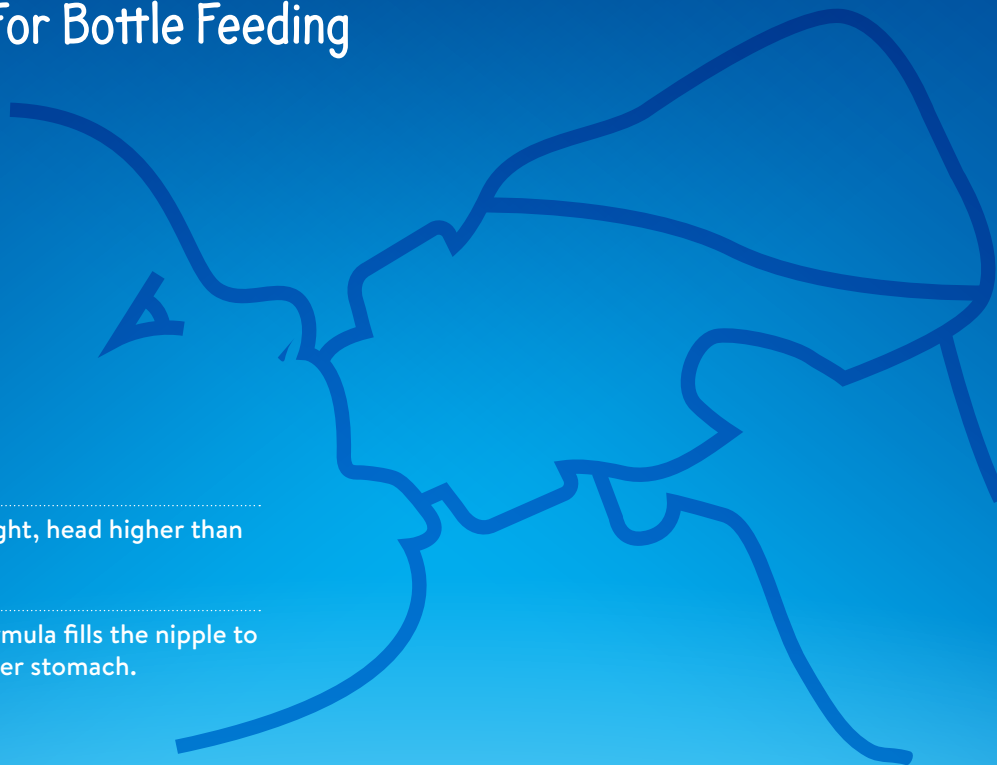 For Bottle Feeding
ght, head higher than
mula fills the nipple to
er stomach.